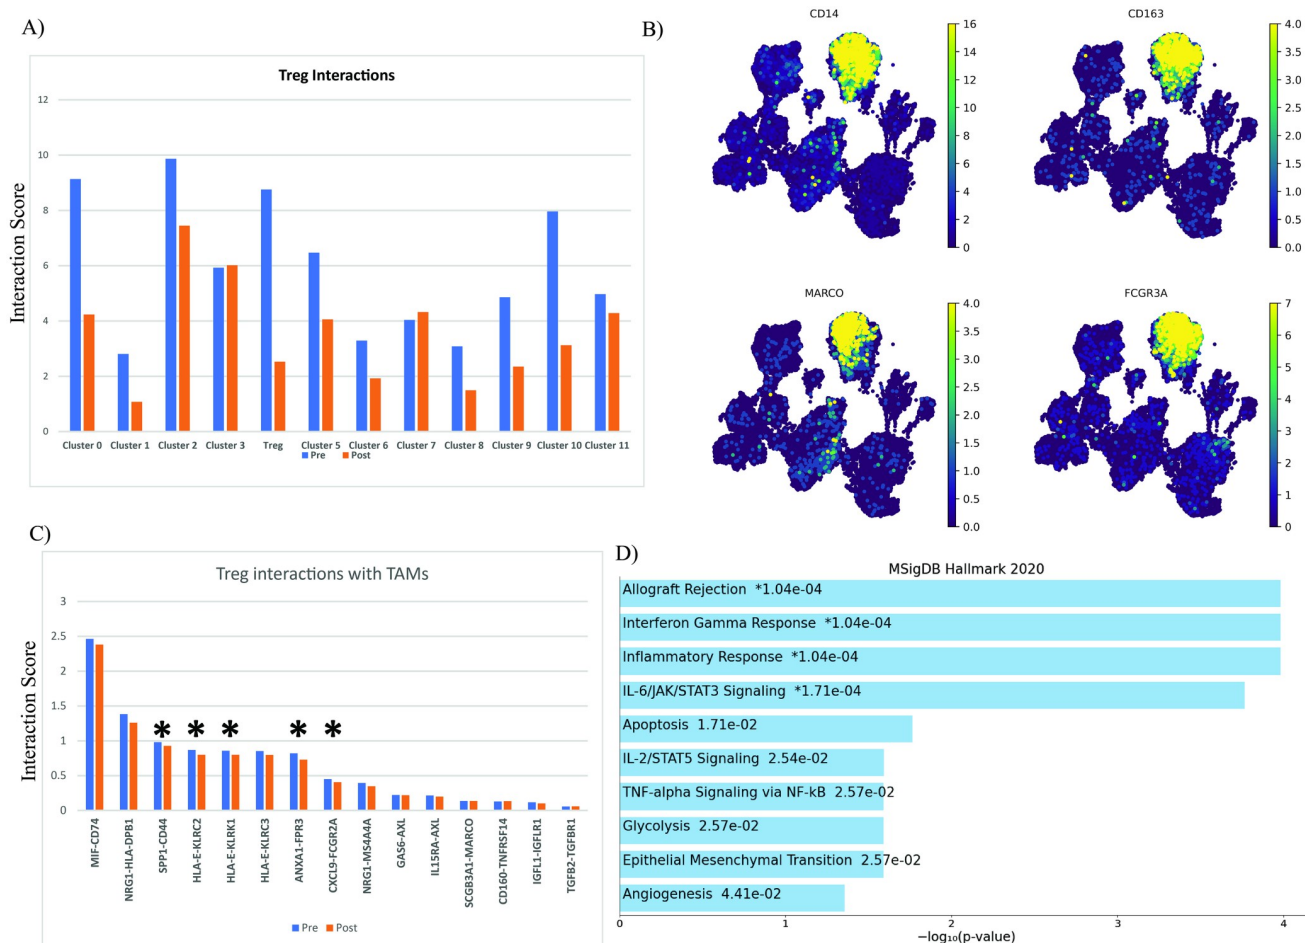 A)
Treg Interactions
Interaction Score
12
10
8
6
4
2
0
Cluster 0 Cluster 1 Cluster 2 Cluster 3 Treg Cluster 5 Cluster 6 Cluster 7 Cluster 8 Cluster 9 Cluster 10 Cluster 11
Pre Post
B)
CD14
16
14
12
10
8
6
4
2
0
CD163
4.0
3.5
3.0
2.5
2.0
1.5
1.0
0.5
0.0
MARCO
4.0
3.5
3.0
2.5
2.0
1.5
1.0
0.5
0.0
FCGR3A
7
6
5
4
3
2
1
0
C)
Treg interactions with TAMs
Interaction Score
3
2.5
2
1.5
1
0.5
0
* * * * *
MIF-CD74
NRG1-HLA-DPB1
SPP1-CD44
HLA-E-KLRC2
HLA-E-KLRK1
HLA-E-KLRC3
ANXA1-FPR3
CXCL9-FCGR2A
NRG1-MS4A4A
GAS6-AXL
IL15RA-AXL
SCGB3A1-MARCO
CD160-TNFRSF14
IGFL1-IGFLR1
TGFB2-TGFBR1
Pre Post
D)
MSigDB Hallmark 2020
Allograft Rejection *1.04e-04
Interferon Gamma Response *1.04e-04
Inflammatory Response *1.04e-04
IL-6/JAK/STAT3 Signaling *1.71e-04
Apoptosis 1.71e-02
IL-2/STAT5 Signaling 2.54e-02
TNF-alpha Signaling via NF-kB 2.57e-02
Glycolysis 2.57e-02
Epithelial Mesenchymal Transition 2.57e-02
Angiogenesis 4.41e-02
0 1 2 3 4
−log₁₀(p-value)